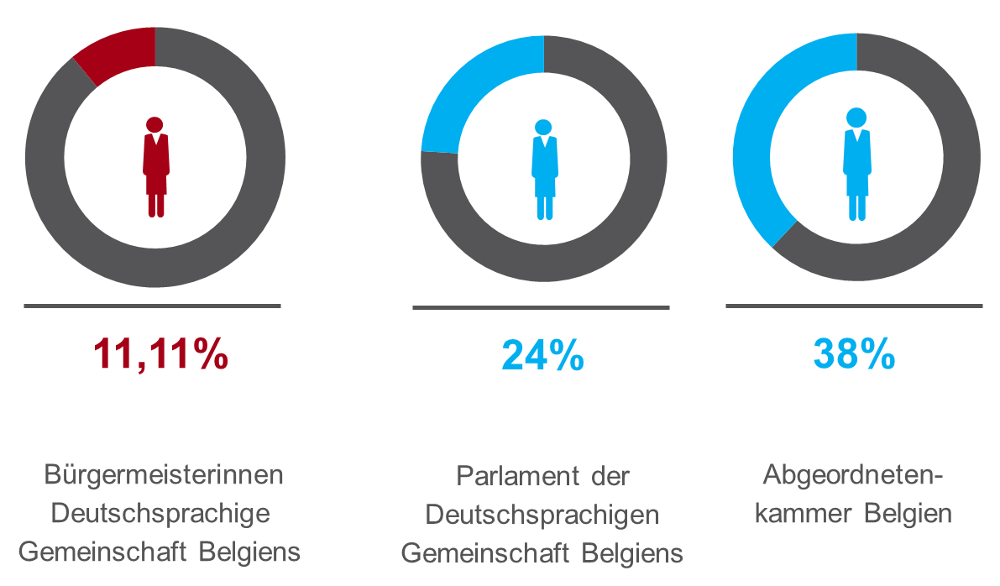 11,11%
Bürgermeisterinnen
Deutschsprachige
Gemeinschaft Belgiens
24%
Parlament der
Deutschsprachigen
Gemeinschaft Belgiens
38%
Abgeordneten-
kammer Belgien